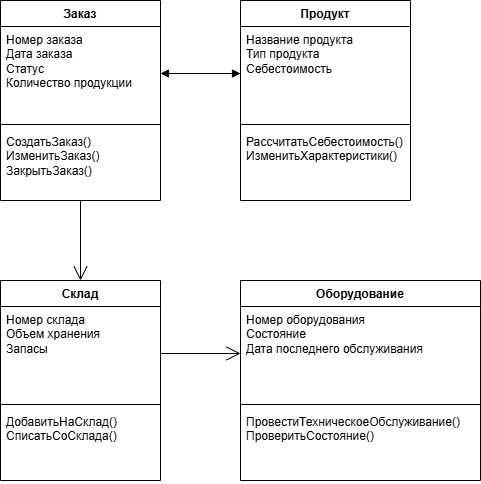 Заказ
Номер заказа
Дата заказа
Статус
Количество продукции
СоздатьЗаказ()
ИзменитьЗаказ()
ЗакрытьЗаказ()
Продукт
Название продукта
Тип продукта
Себестоимость
РассчитатьСебестоимость()
ИзменитьХарактеристики()
Склад
Номер склада
Объем хранения
Запасы
ДобавитьНаСклад()
СписатьСоСклада()
Оборудование
Номер оборудования
Состояние
Дата последнего обслуживания
ПровестиТехническоеОбслуживание()
ПроверитьСостояние()